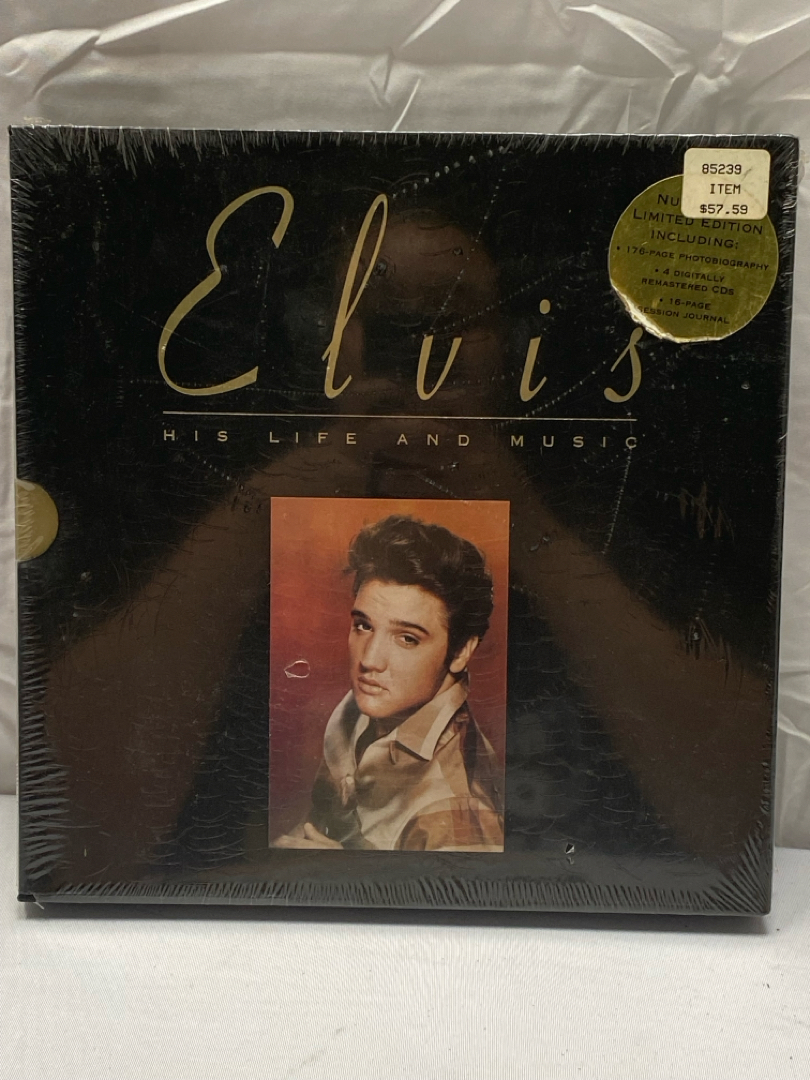 85239
ITEM
$57.59
LIMITED EDITION
INCLUDING:
• 176-PAGE PHOTOBIOGRAPHY
• 4 DIGITALLY
REMASTERED CDS
• 16-PAGE
SESSION JOURNAL
Elvis
HIS LIFE AND MUSIC